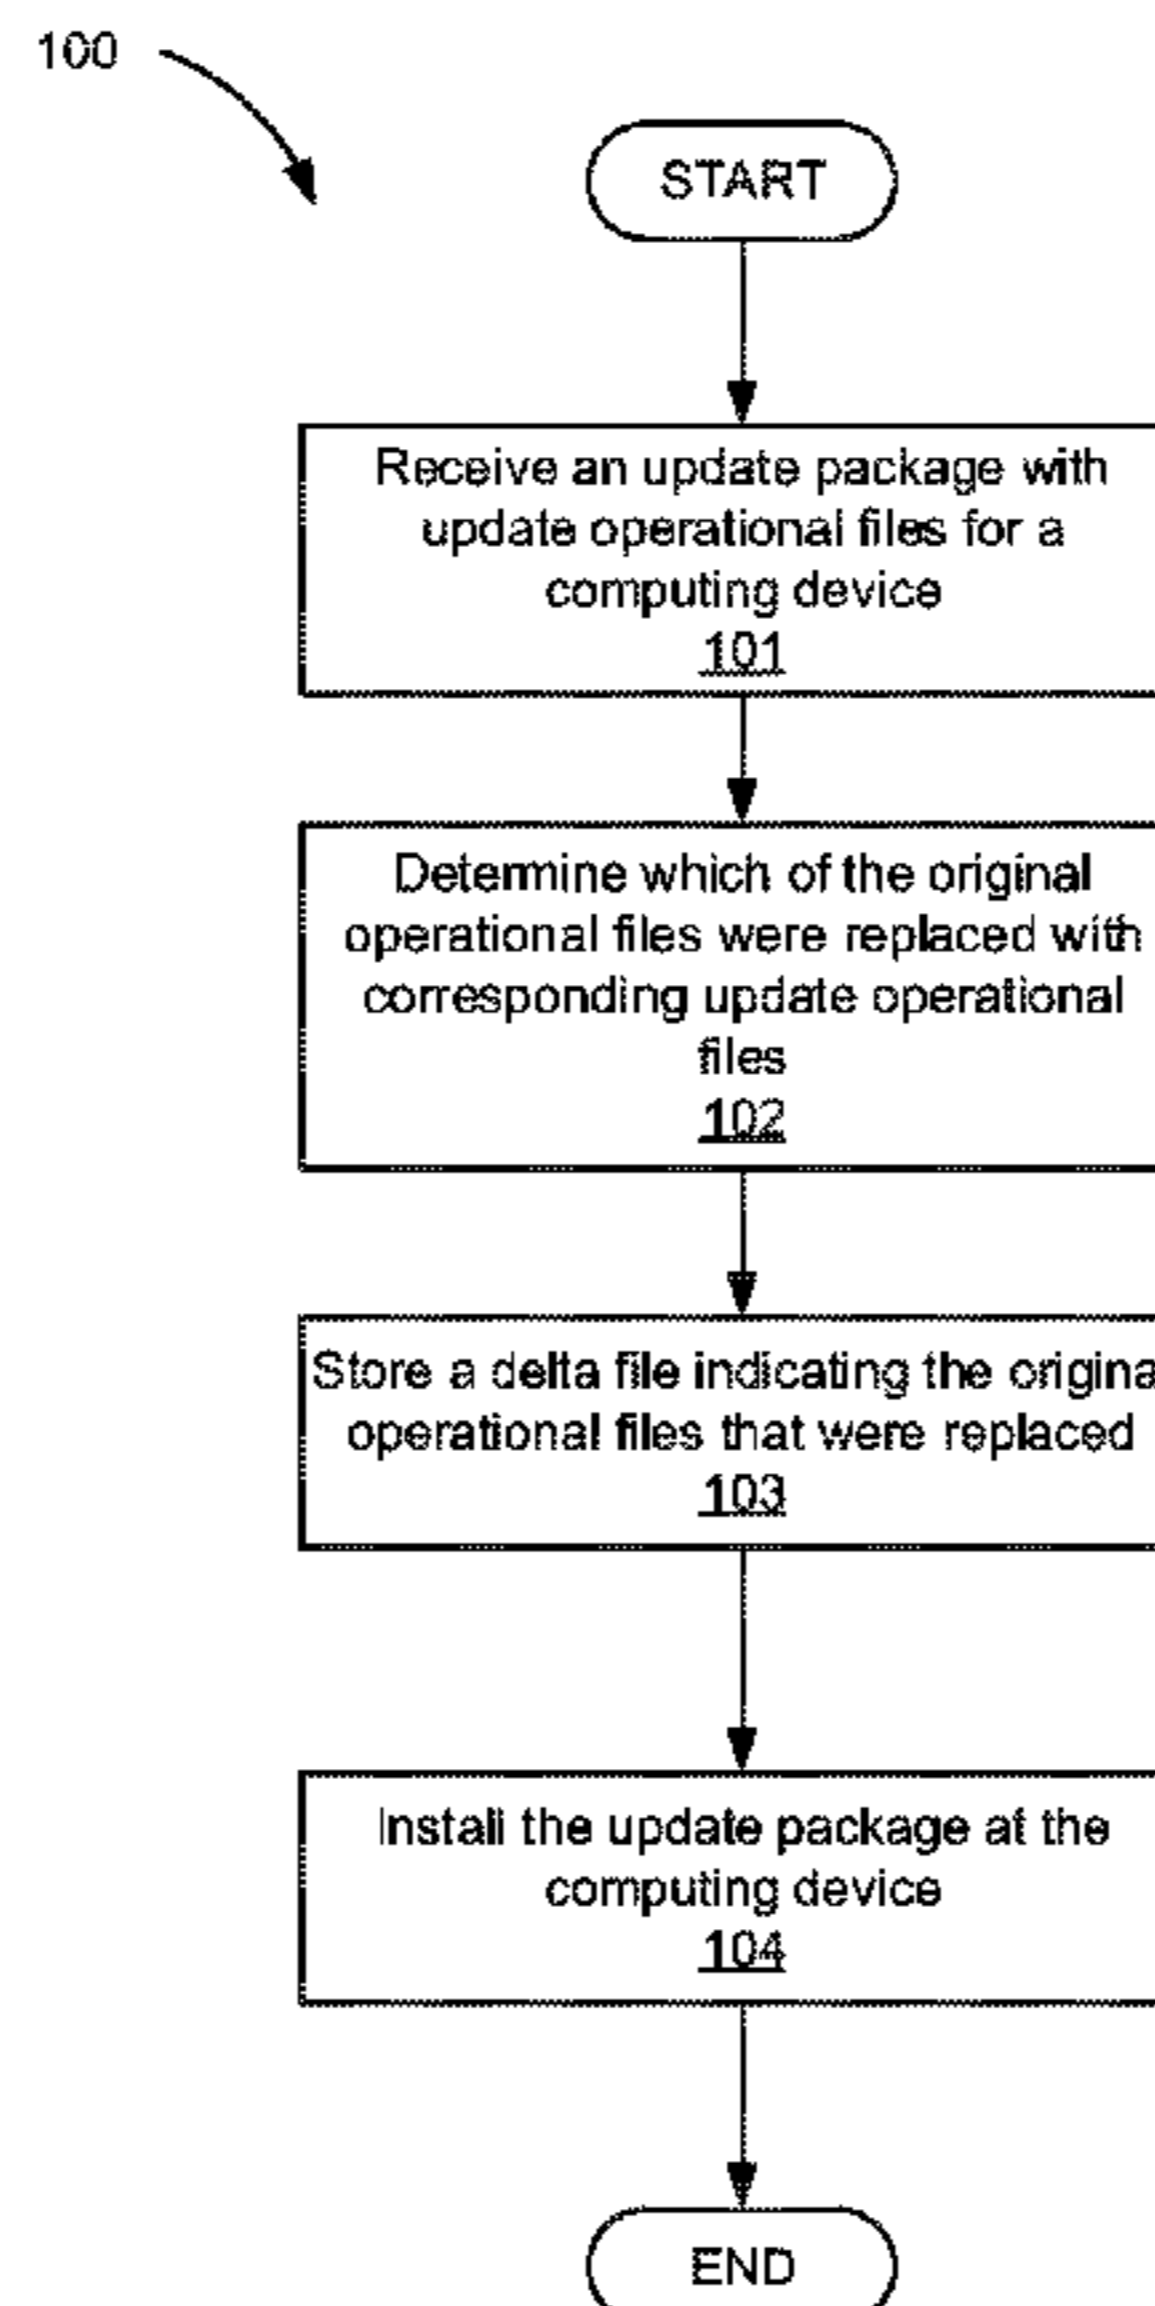 100
START
Receive an update package with
update operational files for a
computing device
101
Determine which of the original
operational files were replaced with
corresponding update operational
files
102
Store a delta file indicating the origina
operational files that were replaced
103
Install the update package at the
computing device
104
END